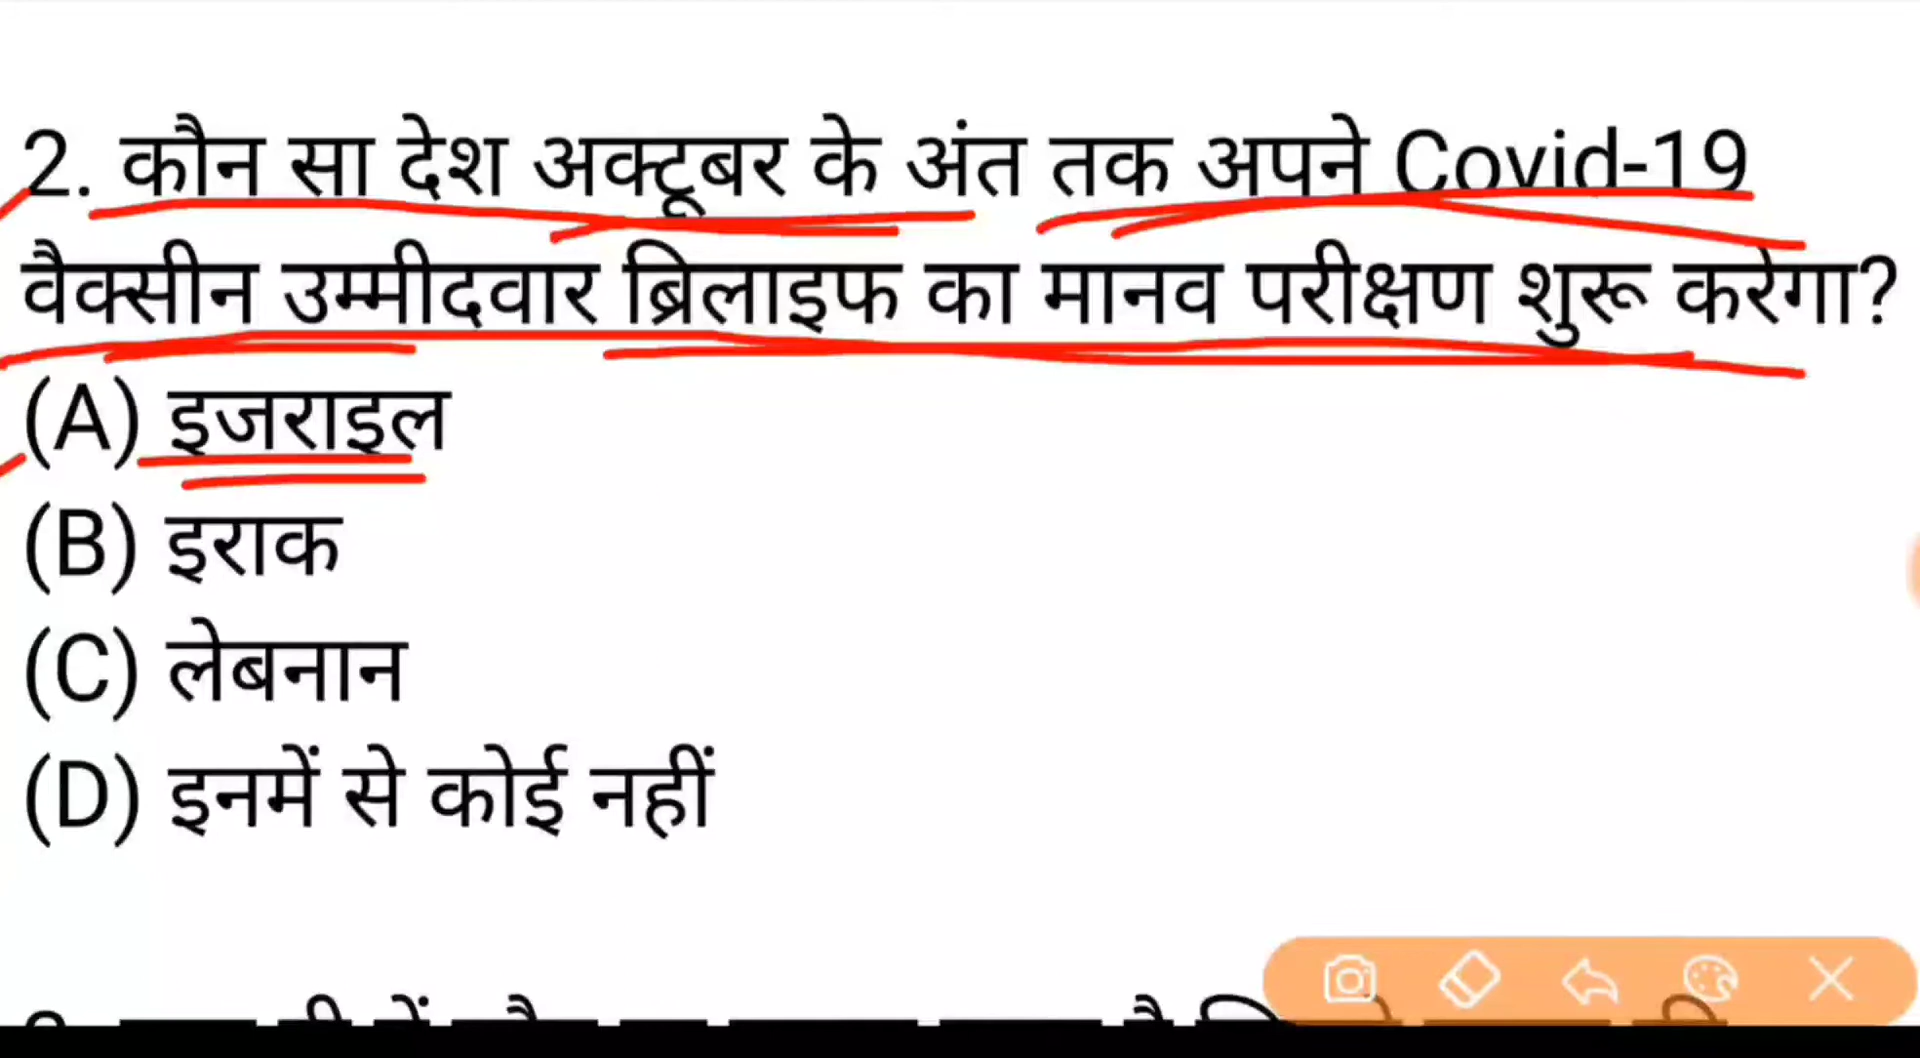 2. कौन सा देश अक्टूबर के अंत तक अपने Covid-19
वैक्सीन उम्मीदवार ब्रिलाइफ का मानव परीक्षण शुरू करेगा?
(A) इजराइल
(B) इराक
(C) लेबनान
(D) इनमें से कोई नहीं